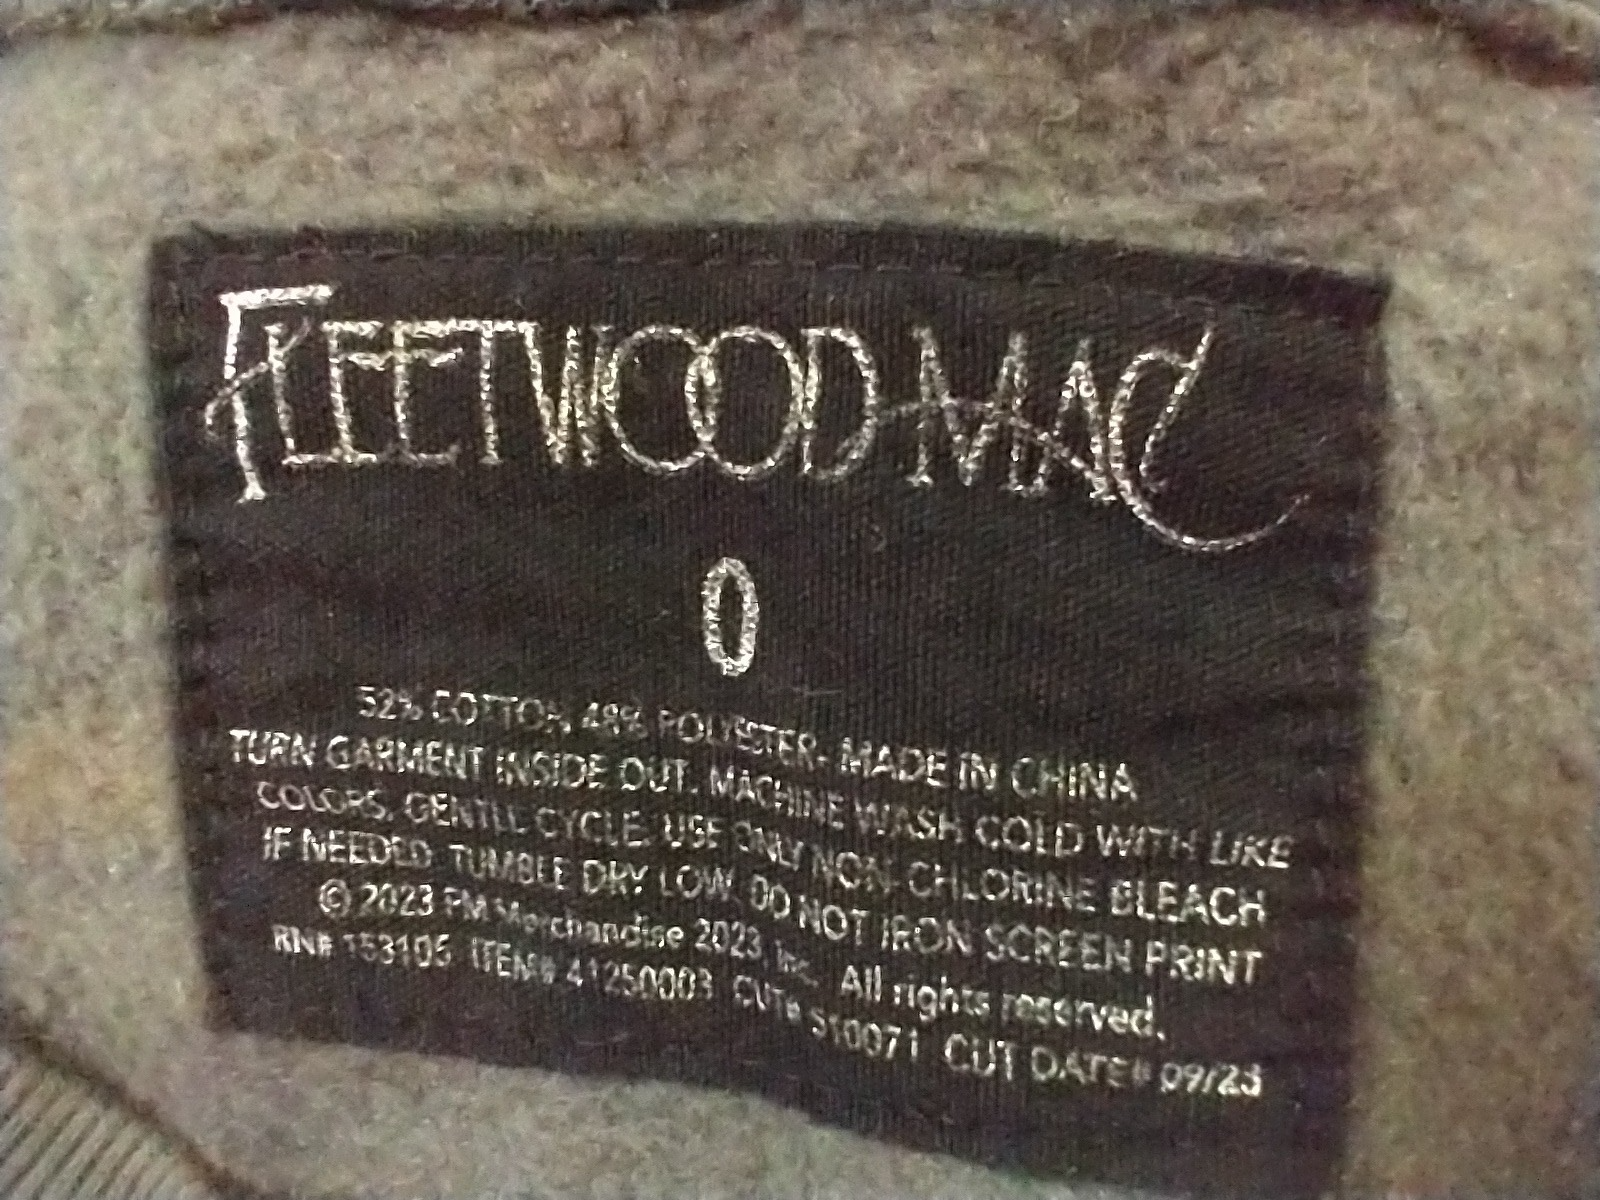 FLEETWOOD MAC
0
52% COTTON, 48% POLYESTER. MADE IN CHINA
TURN GARMENT INSIDE OUT. MACHINE WASH COLD WITH LIKE
COLORS. GENTLE CYCLE. USE ONLY NON-CHLORINE BLEACH
IF NEEDED. TUMBLE DRY LOW. DO NOT IRON SCREEN PRINT
© 2023 FM Merchandise 2023, Inc. All rights reserved.
RN# 153105 ITEM# 41250003 CUT# S10071 CUT DATE# 09/23